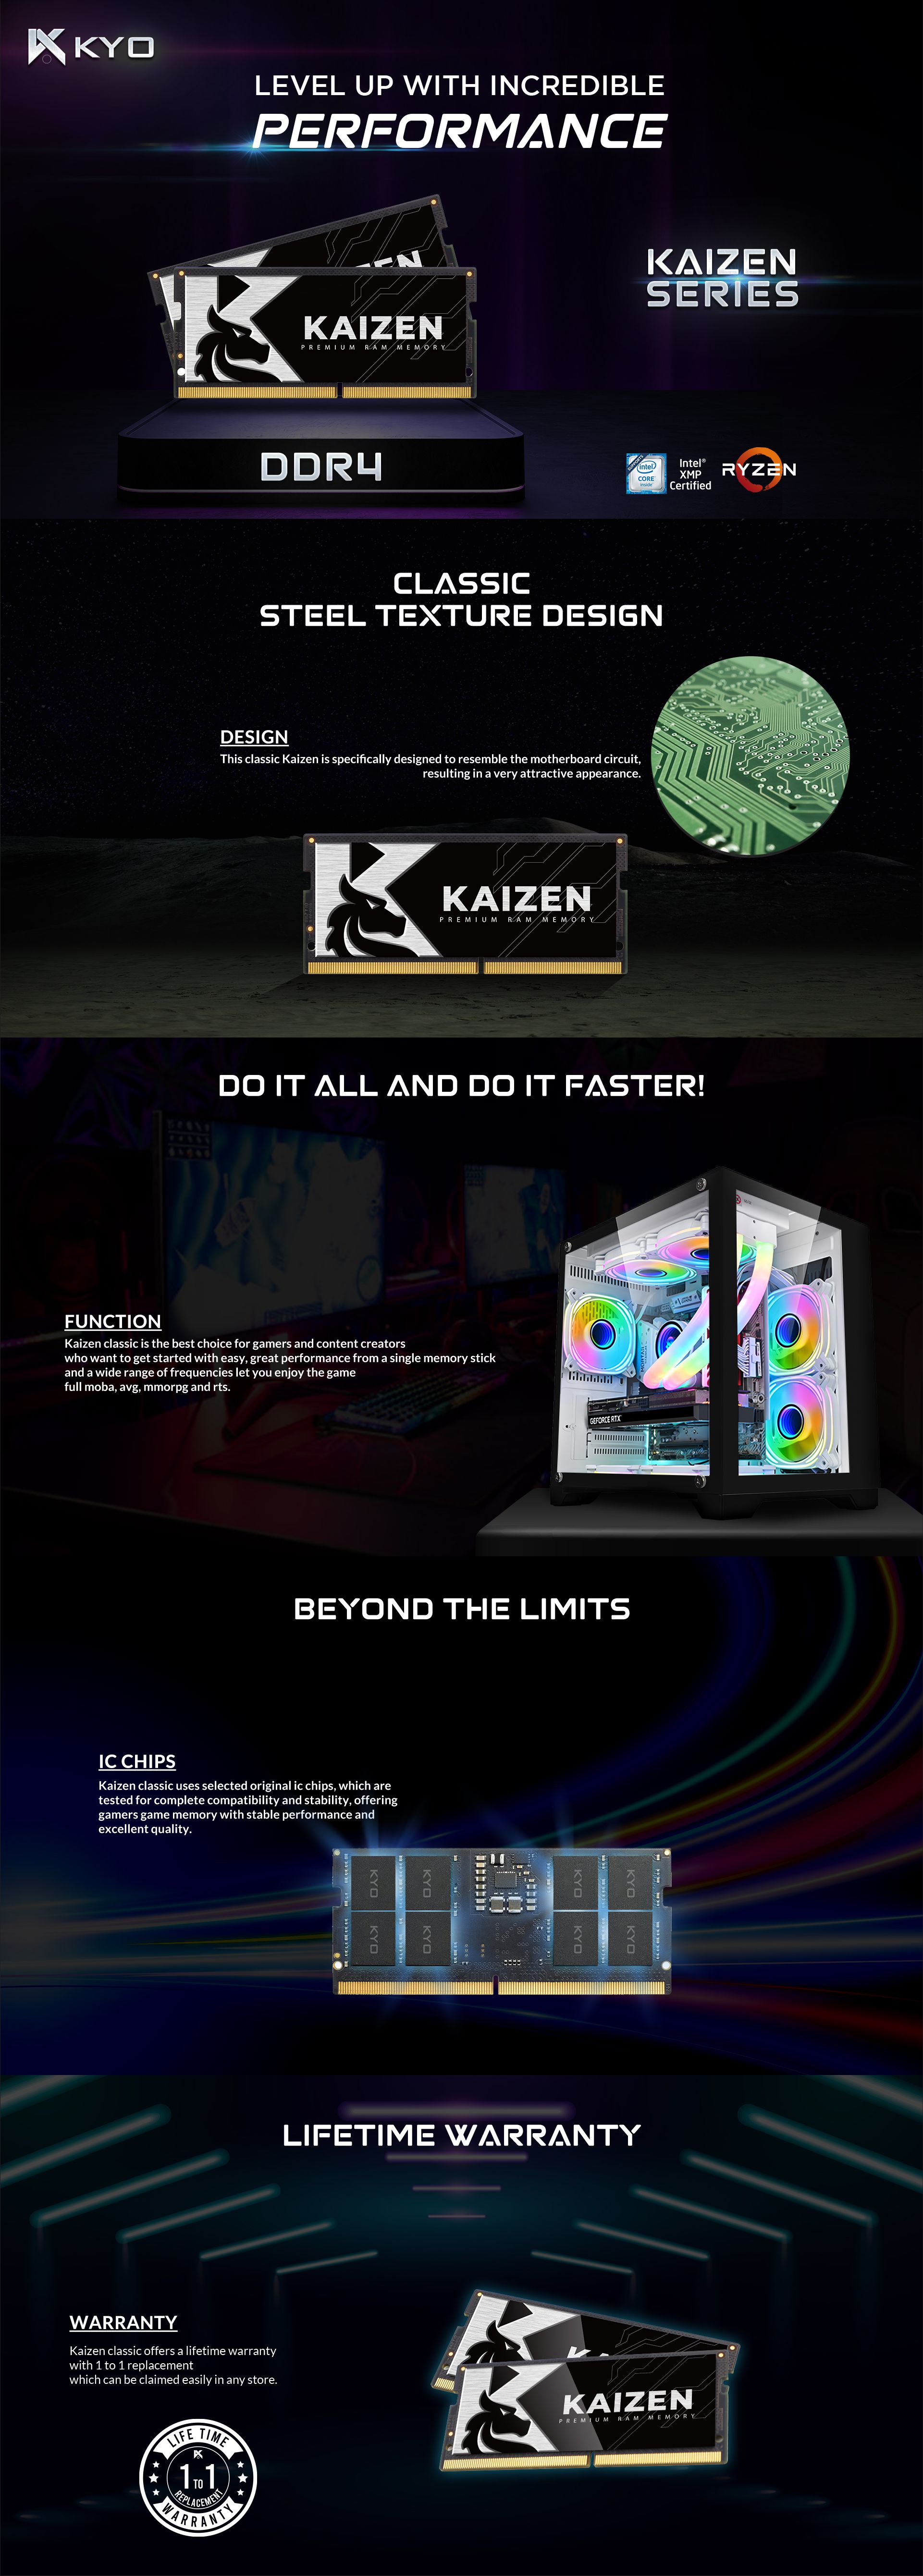 KYO
LEVEL UP WITH INCREDIBLE
PERFORMANCE
KAIZEN
PREMIUM RAM MEMORY
KAIZEN
SERIES
DDR4
intel
CORE
inside
Intel®
XMP
Certified
RYZEN
CLASSIC
STEEL TEXTURE DESIGN
DESIGN
This classic Kaizen is specifically designed to resemble the motherboard circuit,
resulting in a very attractive appearance.
KAIZEN
PREMIUM RAM MEMORY
DO IT ALL AND DO IT FASTER!
GEFORCE RTX
FUNCTION
Kaizen classic is the best choice for gamers and content creators
who want to get started with easy, great performance from a single memory stick
and a wide range of frequencies let you enjoy the game
full moba, avg, mmorpg and rts.
BEYOND THE LIMITS
IC CHIPS
Kaizen classic uses selected original ic chips, which are
tested for complete compatibility and stability, offering
gamers game memory with stable performance and
excellent quality.
KYO KYO KYO KYO
KYO KYO KYO KYO
LIFETIME WARRANTY
WARRANTY
Kaizen classic offers a lifetime warranty
with 1 to 1 replacement
which can be claimed easily in any store.
KAIZEN
PREMIUM RAM MEMORY
LIFE TIME
1 TO 1
REPLACEMENT
WARRANTY